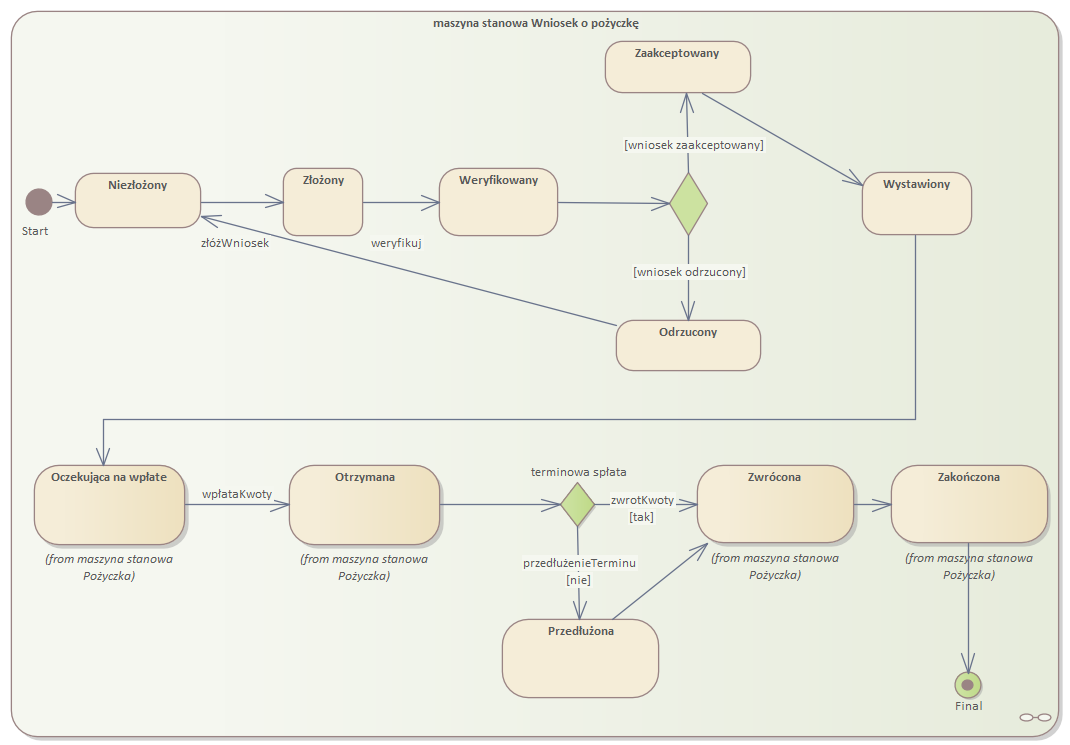 maszyna stanowa Wniosek o pożyczkę
Zaakceptowany
[wniosek zaakceptowany]
Niezłożony
Złożony
Weryfikowany
Wystawiony
Start
złóżWniosek
weryfikuj
[wniosek odrzucony]
Odrzucony
Oczekująca na wpłate
wpłataKwoty
(from maszyna stanowa
Pożyczka)
Otrzymana
(from maszyna stanowa
Pożyczka)
terminowa spłata
zwrotKwoty
[tak]
przedłużenieTerminu
[nie]
Zwrócona
(from maszyna stanowa
Pożyczka)
Zakończona
(from maszyna stanowa
Pożyczka)
Przedłużona
Final